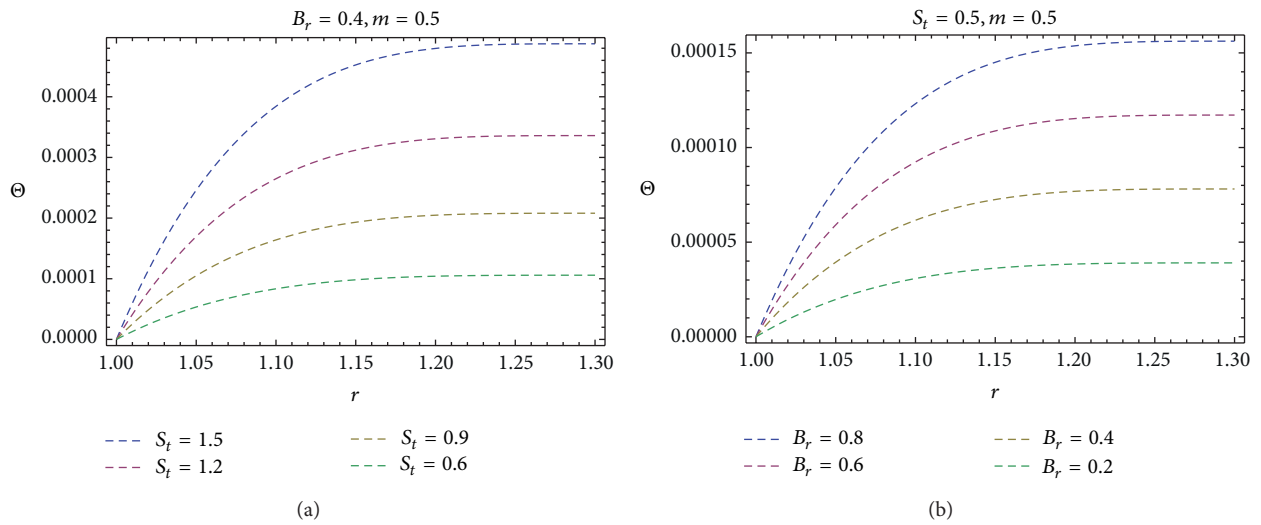 B_r = 0.4, m = 0.5
0.0004
0.0003
Θ
0.0002
0.0001
0.0000
1.00 1.05 1.10 1.15 1.20 1.25 1.30
r
S_t = 1.5 S_t = 0.9
S_t = 1.2 S_t = 0.6
(a)
S_t = 0.5, m = 0.5
0.00015
0.00010
Θ
0.00005
0.00000
1.00 1.05 1.10 1.15 1.20 1.25 1.30
r
B_r = 0.8 B_r = 0.4
B_r = 0.6 B_r = 0.2
(b)